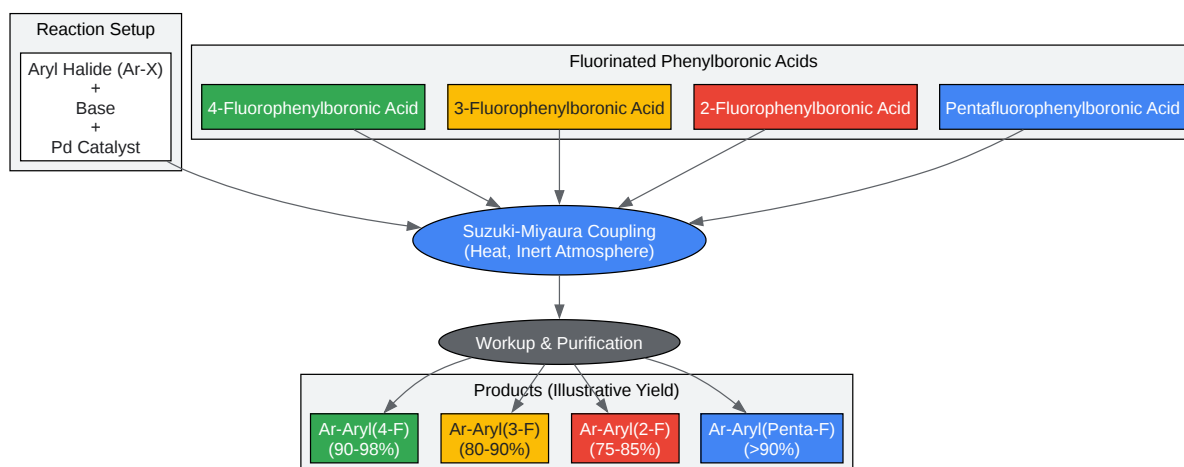 Reaction Setup
Aryl Halide (Ar-X)
+
Base
+
Pd Catalyst
Fluorinated Phenylboronic Acids
4-Fluorophenylboronic Acid
3-Fluorophenylboronic Acid
2-Fluorophenylboronic Acid
Pentafluorophenylboronic Acid
Suzuki-Miyaura Coupling
(Heat, Inert Atmosphere)
Workup & Purification
Products (Illustrative Yield)
Ar-Aryl(4-F)
(90-98%)
Ar-Aryl(3-F)
(80-90%)
Ar-Aryl(2-F)
(75-85%)
Ar-Aryl(Penta-F)
(>90%)